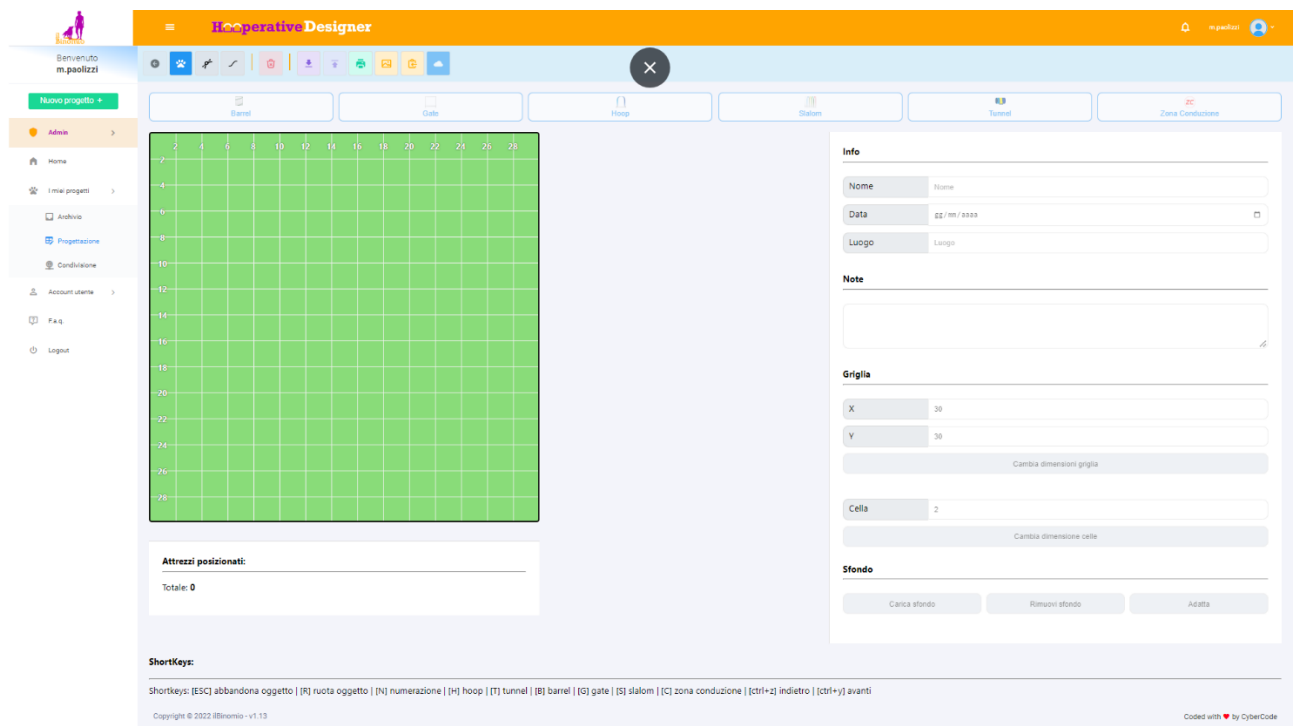 HooperativeDesigner
m.paolizzi
ilBinomio
Benvenuto
m.paolizzi
Nuovo progetto +
Admin
Home
I miei progetti
Archivio
Progettazione
Condivisione
Account utente
F.a.q.
Logout
Barrel
Gate
Hoop
Slalom
Tunnel
ZC
Zona Conduzione
2 4 6 8 10 12 14 16 18 20 22 24 26 28
2
4
6
8
10
12
14
16
18
20
22
24
26
28
Attrezzi posizionati:
Totale: 0
Info
Nome Nome
Data gg/mm/aaaa
Luogo Luogo
Note
Griglia
X 30
Y 30
Cambia dimensioni griglia
Cella 2
Cambia dimensione celle
Sfondo
Carica sfondo Rimuovi sfondo Adatta
ShortKeys:
Shortkeys: [ESC] abbandona oggetto | [R] ruota oggetto | [N] numerazione | [H] hoop | [T] tunnel | [B] barrel | [G] gate | [S] slalom | [C] zona conduzione | [ctrl+z] indietro | [ctrl+y] avanti
Copyright © 2022 ilBinomio - v1.13
Coded with ♥ by CyberCode